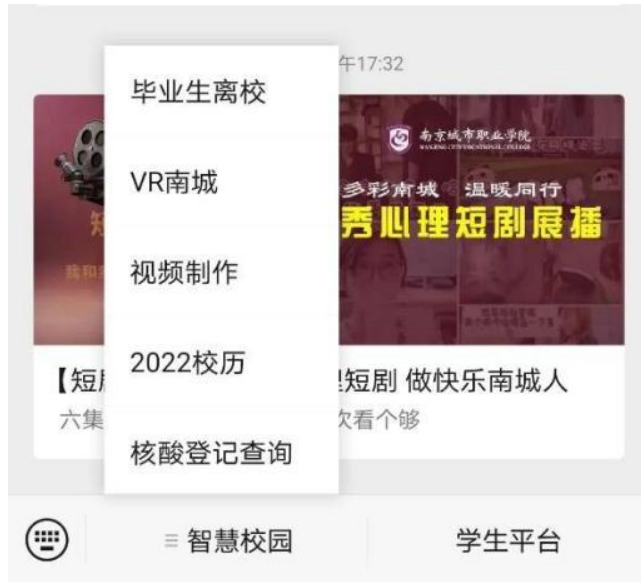 午17:32
毕业生离校
VR南城
视频制作
2022校历
核酸登记查询
南京城市职业学院
多彩南城 温暖同行
秀心理短剧展播
【短
理短剧 做快乐南城人
六集
次看个够
智慧校园
学生平台